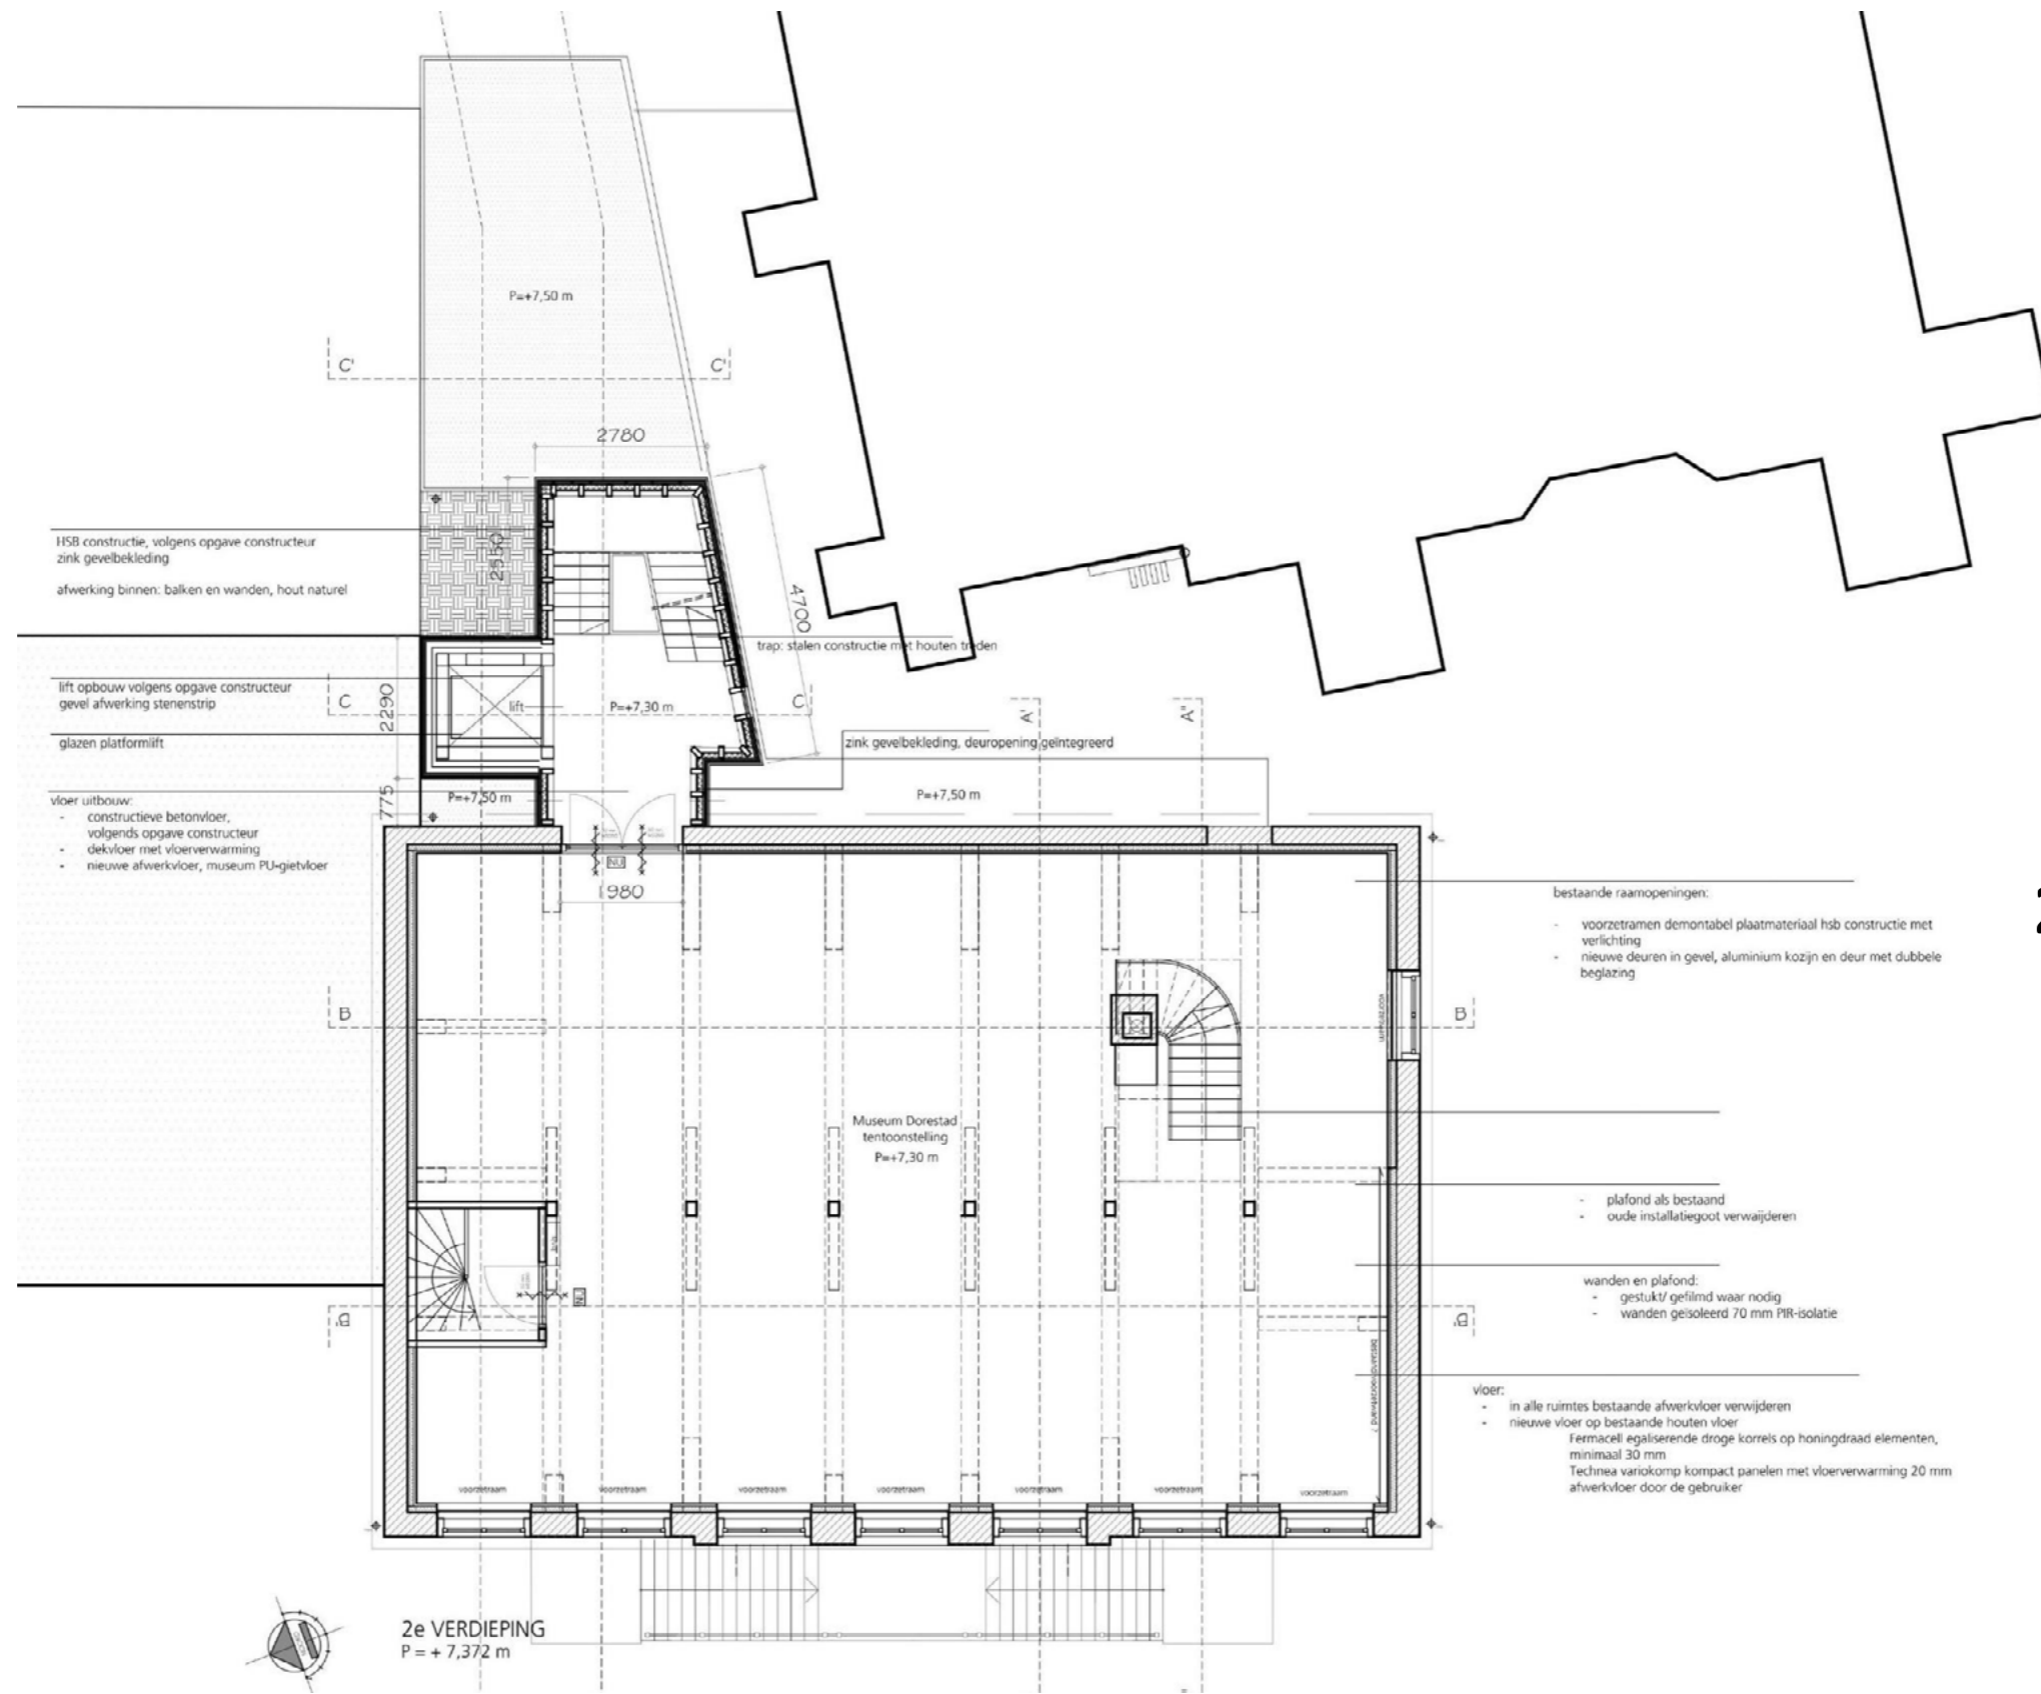 P=+7,50 m
C'
C'
2780
2550
4700
HSB constructie, volgens opgave constructeur
zink gevelbekleding
afwerking binnen: balken en wanden, hout naturel
trap: stalen constructie met houten treden
lift opbouw volgens opgave constructeur
gevel afwerking stenenstrip
C
2290
lift
P=+7,30 m
C
A'
A"
glazen platformlift
zink gevelbekleding, deuropening geïntegreerd
vloer uitbouw:
- constructieve betonvloer,
volgends opgave constructeur
- dekvloer met vloerverwarming
- nieuwe afwerkvloer, museum PU-gietvloer
775
P=+7,50 m
P=+7,50 m
NU
1980
bestaande raamopeningen:
- voorzetramen demontabel plaatmateriaal hsb constructie met
verlichting
- nieuwe deuren in gevel, aluminium kozijn en deur met dubbele
beglazing
B
voorzetraam
B
Museum Dorestad
tentoonstelling
P=+7,30 m
- plafond als bestaand
- oude installatiegoot verwaijderen
wanden en plafond:
- gestukt/ gefilmd waar nodig
- wanden geïsoleerd 70 mm PIR-isolatie
NU
B'
B'
bestaand voorzetwand ?
vloer:
- in alle ruimtes bestaande afwerkvloer verwijderen
- nieuwe vloer op bestaande houten vloer
Fermacell egaliserende droge korrels op honingdraad elementen,
minimaal 30 mm
Technea variokomp kompact panelen met vloerverwarming 20 mm
afwerkvloer door de gebruiker
voorzetraam voorzetraam voorzetraam voorzetraam voorzetraam voorzetraam voorzetraam
2e VERDIEPING
P = + 7,372 m